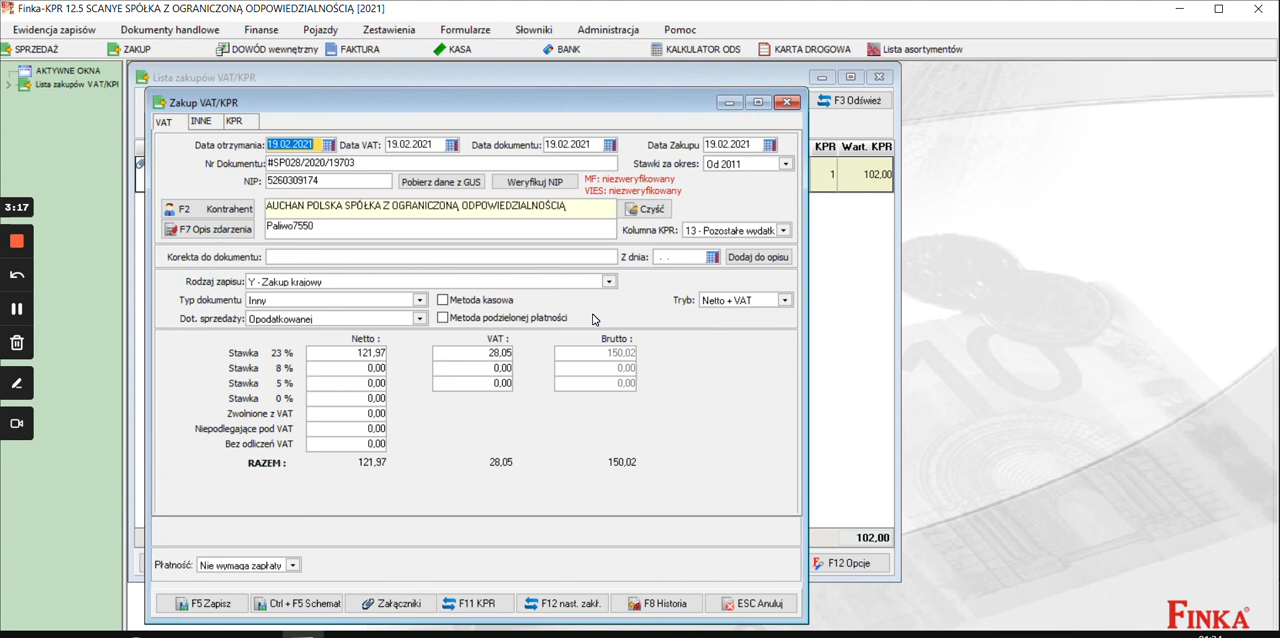 Finka-KPR 12.5 SCANYE SPÓŁKA Z OGRANICZONĄ ODPOWIEDZIALNOŚCIĄ [2021]
Ewidencja zapisów Dokumenty handlowe Finanse Pojazdy Zestawienia Formularze Słowniki Administracja Pomoc
SPRZEDAŻ ZAKUP DOWÓD wewnętrzny FAKTURA KASA BANK KALKULATOR ODS KARTA DROGOWA Lista asortymentów
AKTYWNE OKNA
Lista zakupów VAT/KPI
Lista zakupów VAT/KPR
F3 Odśwież
KPR Wart. KPR
1 102,00
102,00
F12 Opcje
Zakup VAT/KPR
VAT INNE KPR
Data otrzymania: 19.02.2021 Data VAT: 19.02.2021 Data dokumentu: 19.02.2021 Data Zakupu 19.02.2021
Nr Dokumentu: #SP028/2020/19703 Stawki za okres: Od 2011
NIP: 5260309174 Pobierz dane z GUS Weryfikuj NIP MF: niezweryfikowany
VIES: niezweryfikowany
F2 Kontrahent AUCHAN POLSKA SPÓŁKA Z OGRANICZONĄ ODPOWIEDZIALNOŚCIĄ Czyść
F7 Opis zdarzenia Paliwo7550 Kolumna KPR: 13 - Pozostałe wydatk
Korekta do dokumentu: Z dnia: . . Dodaj do opisu
Rodzaj zapisu: Y - Zakup krajowy
Typ dokumentu Inny Metoda kasowa Tryb: Netto + VAT
Dot. sprzedaży: Opodatkowanej Metoda podzielonej płatności
Netto : VAT : Brutto :
Stawka 23 % 121,97 28,05 150,02
Stawka 8 % 0,00 0,00 0,00
Stawka 5 % 0,00 0,00 0,00
Stawka 0 % 0,00
Zwolnione z VAT 0,00
Niepodlegające pod VAT 0,00
Bez odliczeń VAT 0,00
RAZEM : 121,97 28,05 150,02
Płatność: Nie wymaga zapłaty
F5 Zapisz Ctrl + F5 Schemat Załączniki F11 KPR F12 nast. zakł. F8 Historia ESC Anuluj
3:17
FINKA